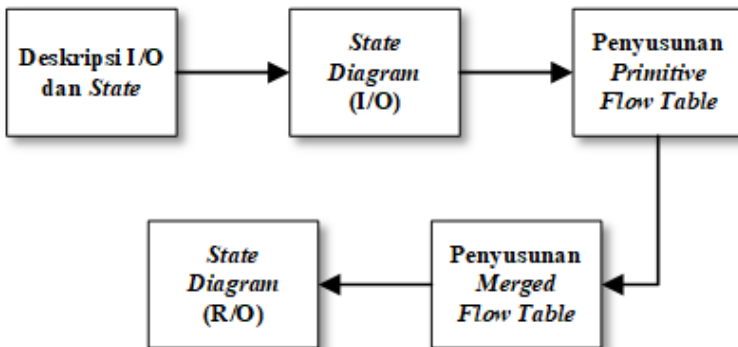 Deskripsi I/O
dan State
State
Diagram
(I/O)
Penyusunan
Primitive
Flow Table
State
Diagram
(R/O)
Penyusunan
Merged
Flow Table